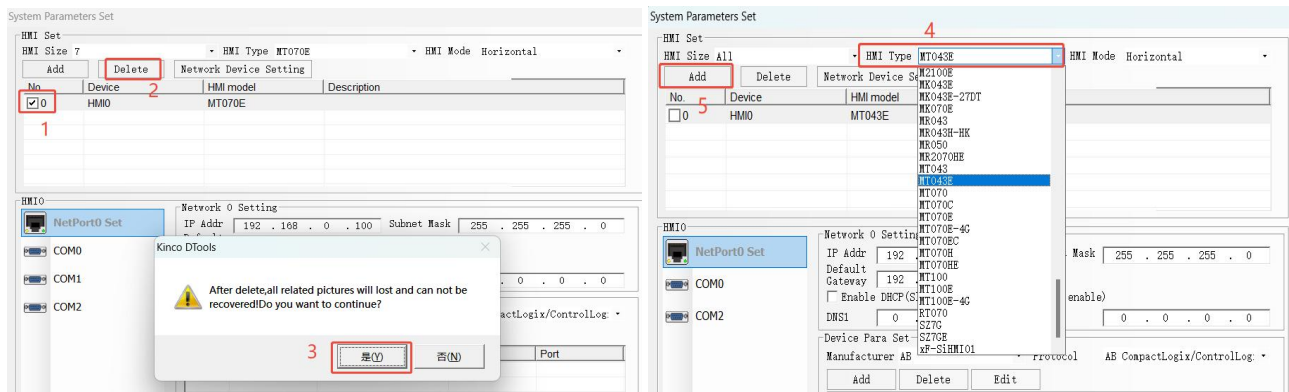 System Parameters Set
HMI Set
HMI Size 7 HMI Type MT070E HMI Mode Horizontal
Add Delete Network Device Setting
2
No. Device HMI model Description
0 HMI0 MT070E
1
HMI0
NetPort0 Set
COM0
COM1
COM2
Network 0 Setting
IP Addr 192 . 168 . 0 . 100 Subnet Mask 255 . 255 . 255 . 0
Kinco DTools
After delete,all related pictures will lost and can not be
recovered!Do you want to continue?
3
是(Y) 否(N)
. 0 . 0 . 0
actLogix/ControlLog:
Port
System Parameters Set
4
HMI Set
HMI Size All HMI Type MT043E HMI Mode Horizontal
Add Delete Network Device Se
5
No. Device HMI model
0 HMI0 MT043E
M2100E
MK043E
MK043E-27DT
MK070E
MR043
MR043H-HK
MR050
MR2070HE
MT043
MT043E
MT070
MT070C
MT070E
MT070E-4G
MT070EC
MT070H
MT070HE
MT100
MT100E
MT100E-4G
RT070
SZ7G
SZ7GE
xF-SiHMI01
HMI0
NetPort0 Set
COM0
COM2
Network 0 Setting
IP Addr 192 Mask 255 . 255 . 255 . 0
Default
Gateway 192 .
Enable DHCP(S enable)
DNS1 0 0 . 0 . 0 . 0
Device Para Set
Manufacturer AB Protocol AB CompactLogix/ControlLog:
Add Delete Edit